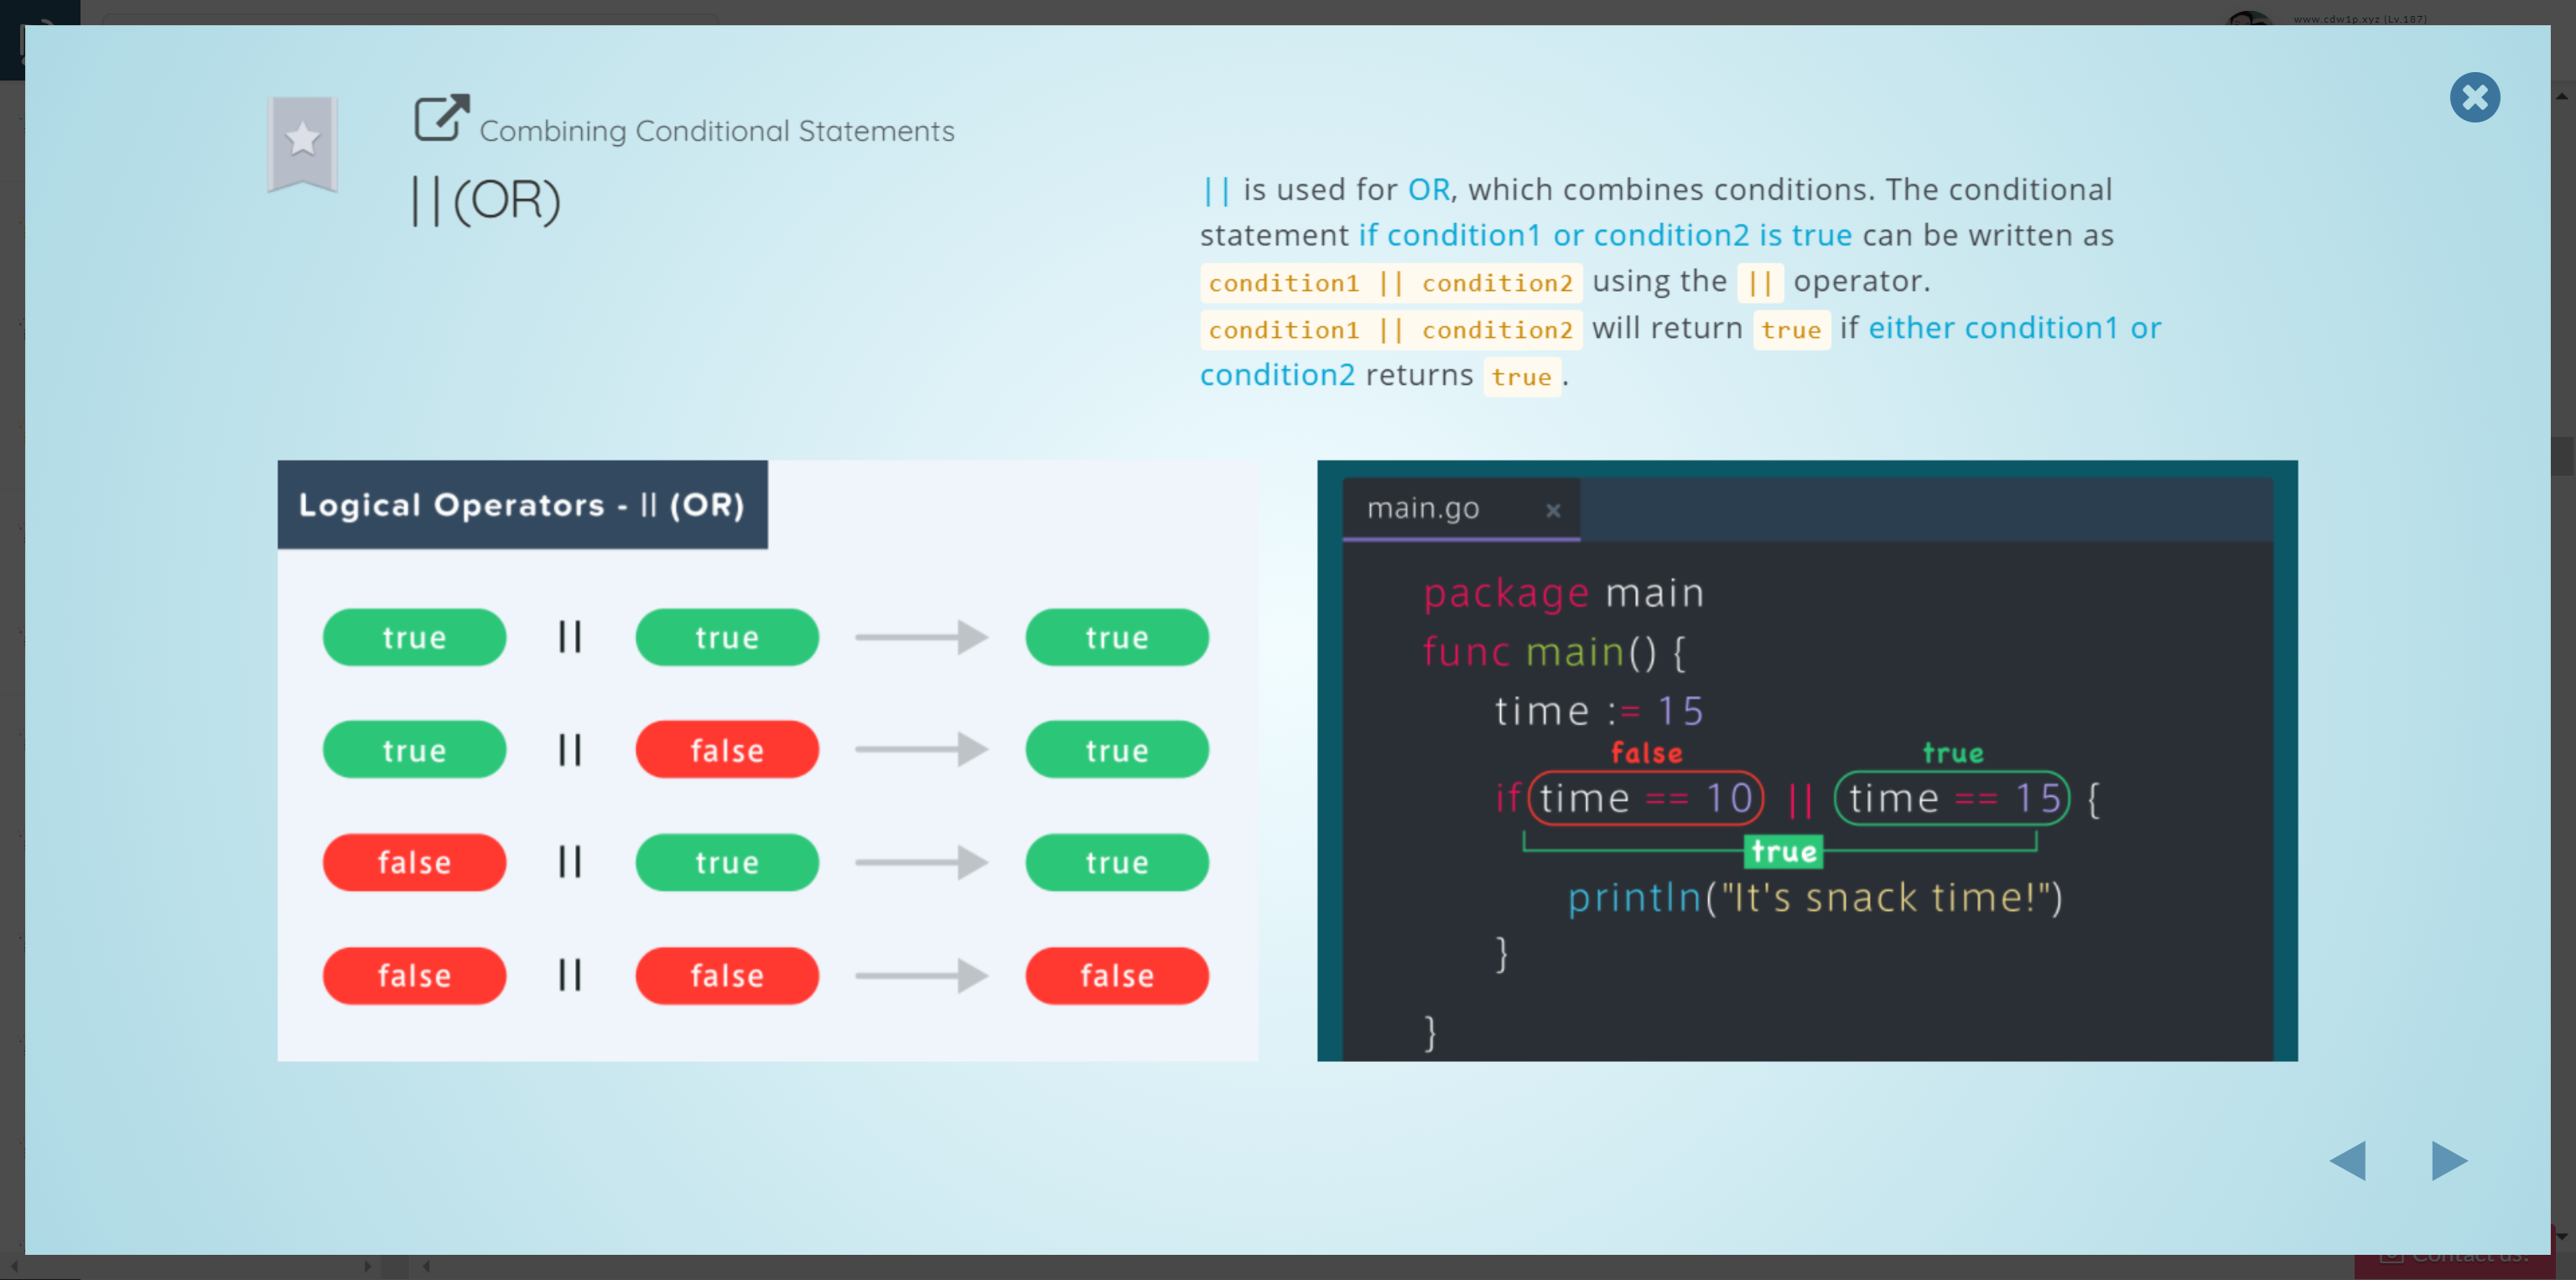 www.cdw1p.xyz (Lv.187)
Combining Conditional Statements
||(OR)
|| is used for OR, which combines conditions. The conditional
statement if condition1 or condition2 is true can be written as
condition1 || condition2 using the || operator.
condition1 || condition2 will return true if either condition1 or
condition2 returns true.
Logical Operators - || (OR)
true || true true
true || false true
false || true true
false || false false
main.go ×
package main
func main() {
time := 15
false true
if time == 10 || time == 15 {
true
println("It's snack time!")
}
}
Contact us!